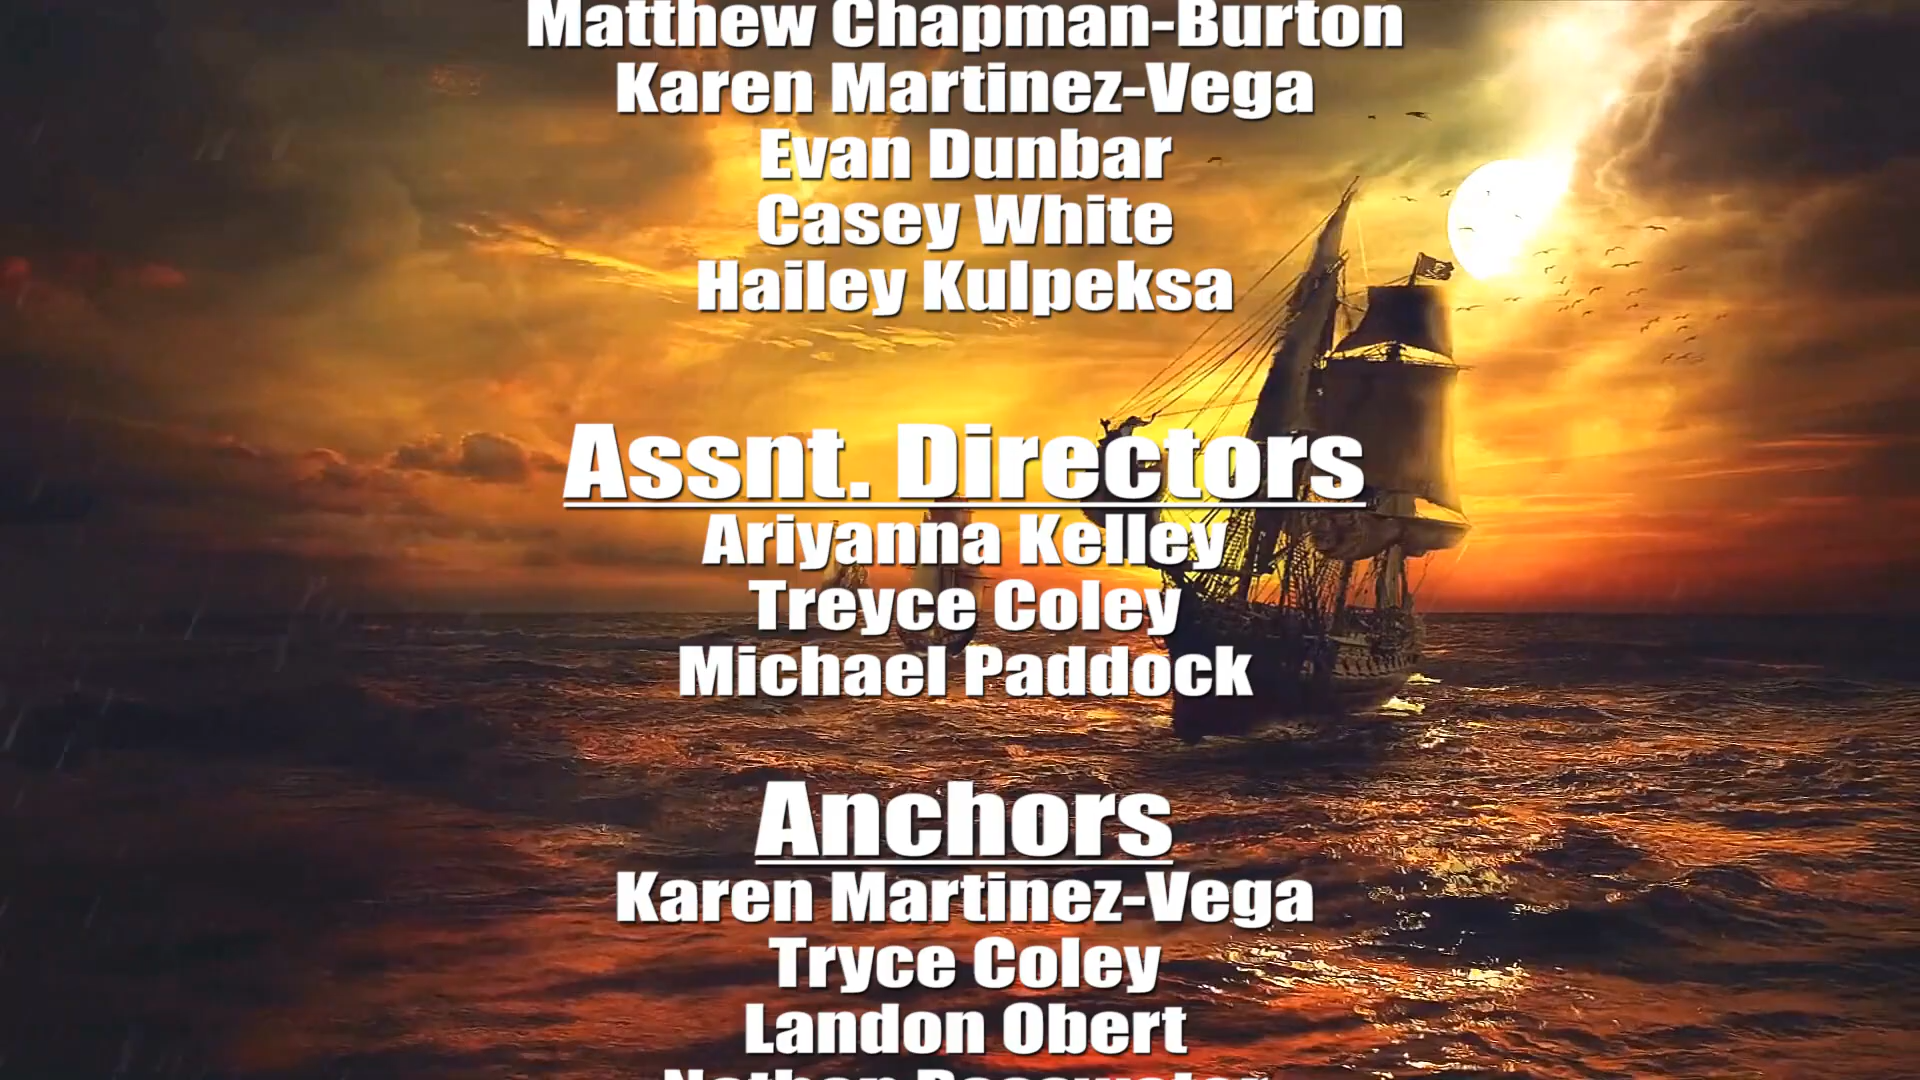 Matthew Chapman-Burton
Karen Martinez-Vega
Evan Dunbar
Casey White
Hailey Kulpeksa
Assnt. Directors
Ariyanna Kelley
Treyce Coley
Michael Paddock
Anchors
Karen Martinez-Vega
Tryce Coley
Landon Obert
Nathan